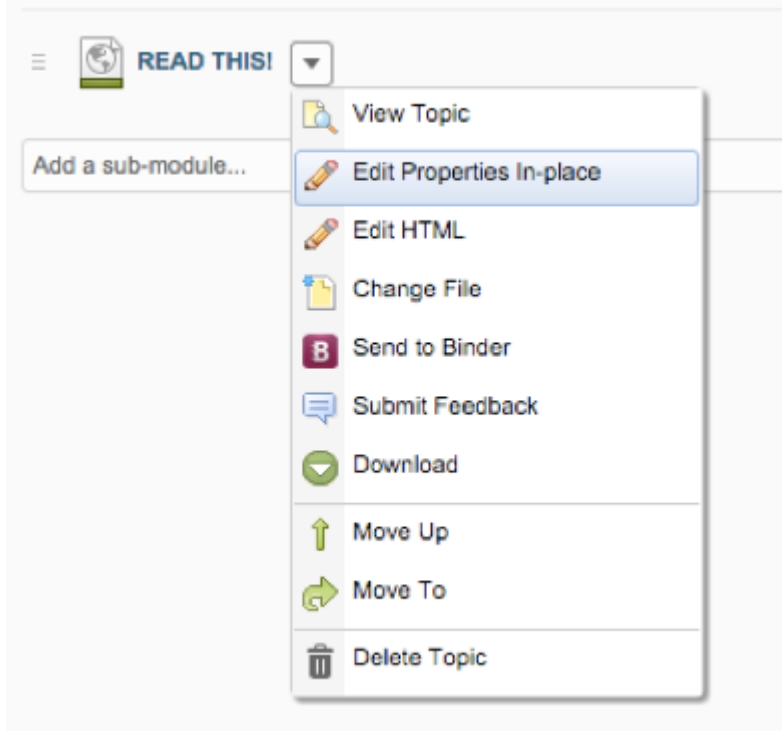 READ THIS!
View Topic
Add a sub-module...
Edit Properties In-place
Edit HTML
Change File
B Send to Binder
Submit Feedback
Download
Move Up
Move To
Delete Topic